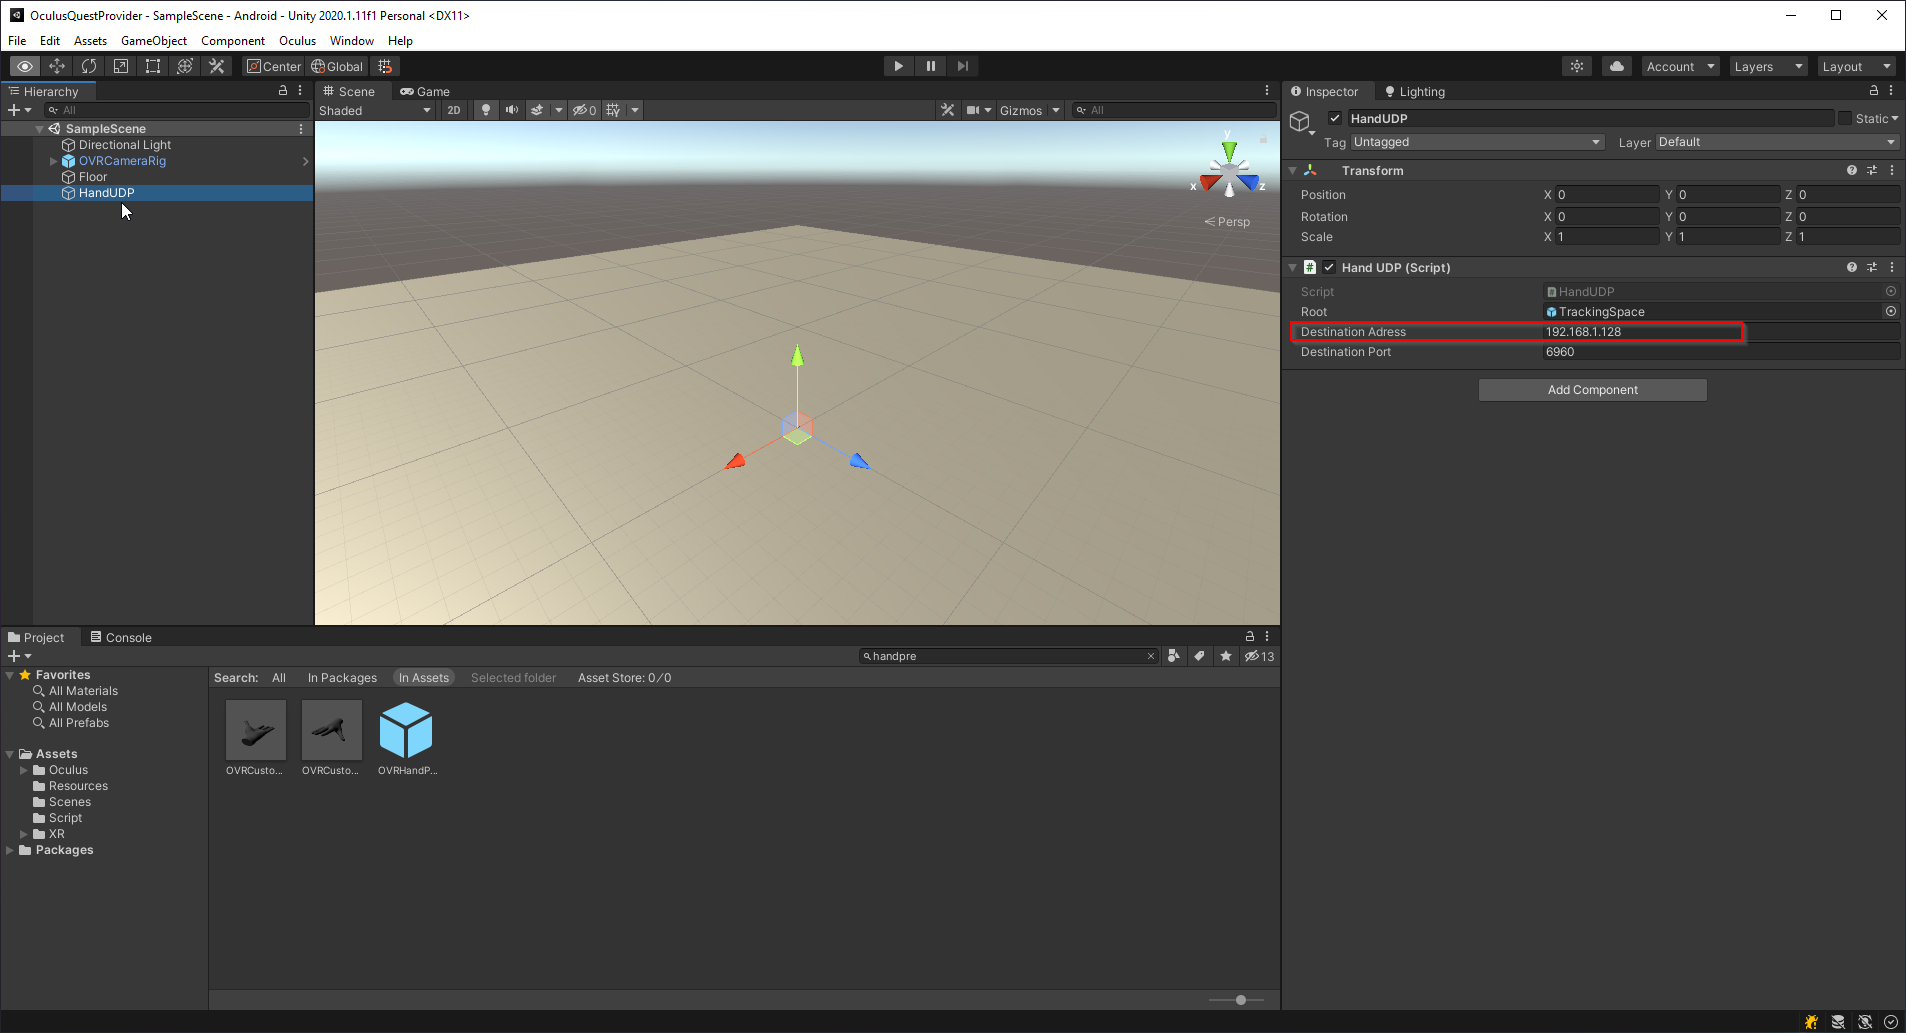 OculusQuestProvider - SampleScene - Android - Unity 2020.1.11f1 Personal <DX11>
File Edit Assets GameObject Component Oculus Window Help
Center Global Account Layers Layout
Hierarchy
All
SampleScene
Directional Light
OVRCameraRig
Floor
HandUDP
Scene Game
Shaded 2D 0 Gizmos All
y
x z
Persp
Inspector Lighting
HandUDP Static
Tag Untagged Layer Default
Transform
Position X 0 Y 0 Z 0
Rotation X 0 Y 0 Z 0
Scale X 1 Y 1 Z 1
# Hand UDP (Script)
Script HandUDP
Root TrackingSpace
Destination Adress 192.168.1.128
Destination Port 6960
Add Component
Project Console
handpre 13
Favorites
All Materials
All Models
All Prefabs
Assets
Oculus
Resources
Scenes
Script
XR
Packages
Search: All In Packages In Assets Selected folder Asset Store: 0/0
OVRCusto... OVRCusto... OVRHandP...